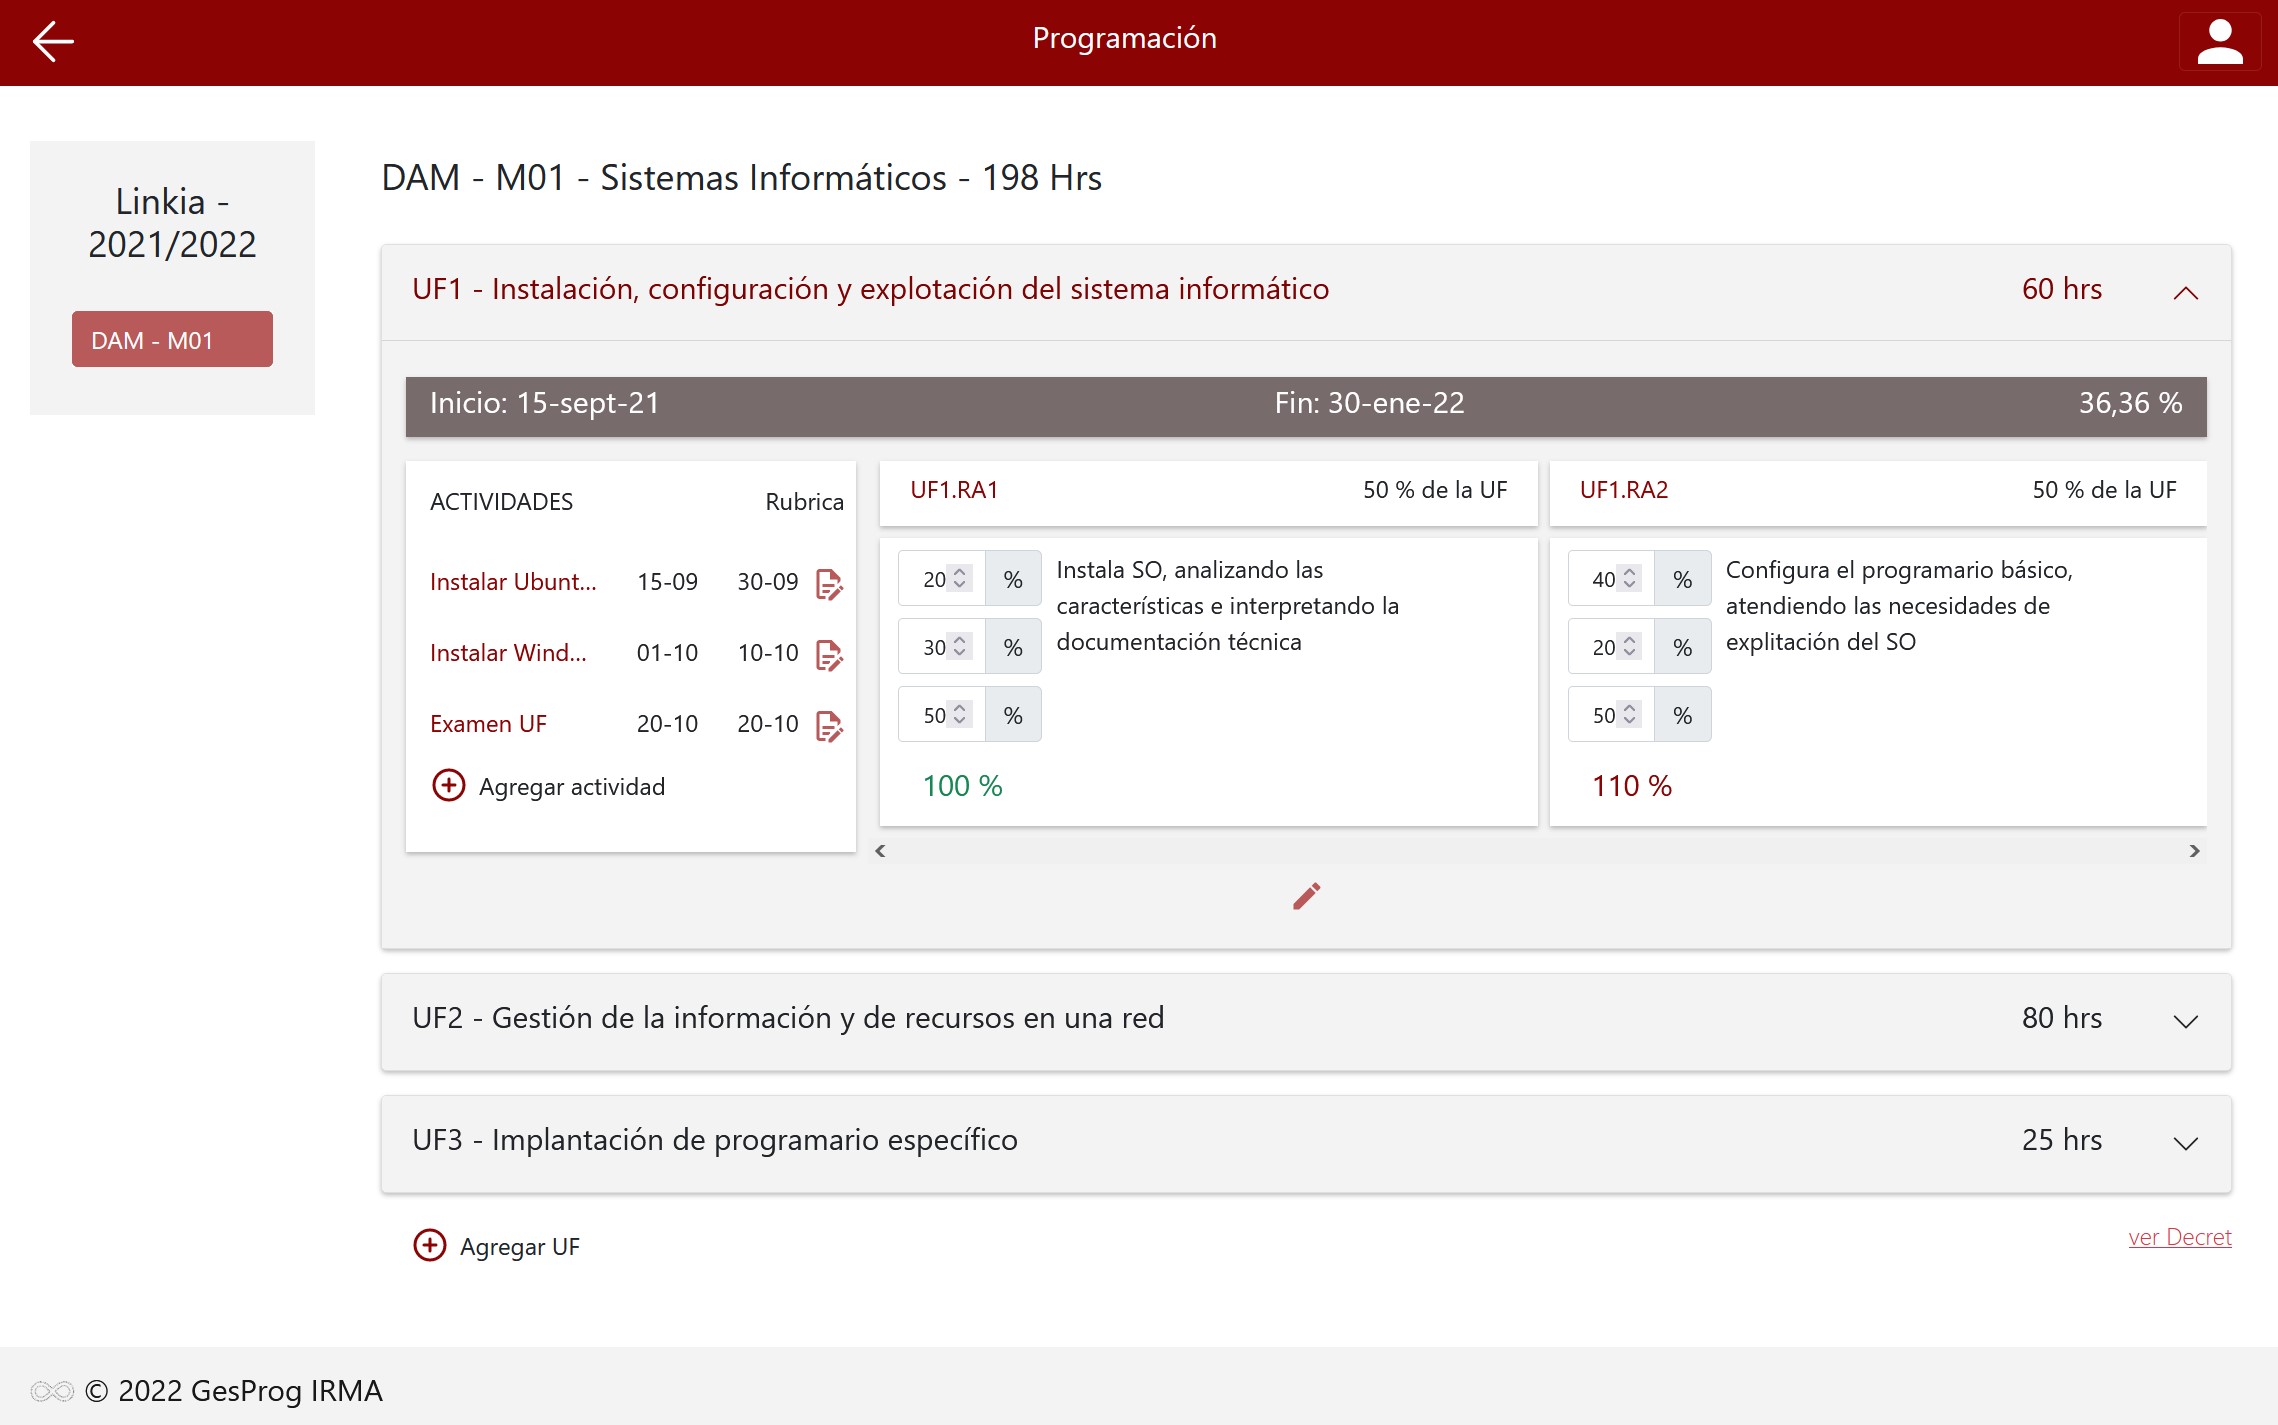 Programación
Linkia -
2021/2022
DAM - M01
DAM - M01 - Sistemas Informáticos - 198 Hrs
UF1 - Instalación, configuración y explotación del sistema informático 60 hrs
Inicio: 15-sept-21 Fin: 30-ene-22 36,36 %
ACTIVIDADES Rubrica
Instalar Ubunt... 15-09 30-09
Instalar Wind... 01-10 10-10
Examen UF 20-10 20-10
Agregar actividad
UF1.RA1 50 % de la UF
20 %
30 %
50 %
Instala SO, analizando las
características e interpretando la
documentación técnica
100 %
UF1.RA2 50 % de la UF
40 %
20 %
50 %
Configura el programario básico,
atendiendo las necesidades de
explitación del SO
110 %
UF2 - Gestión de la información y de recursos en una red 80 hrs
UF3 - Implantación de programario específico 25 hrs
Agregar UF
ver Decret
© 2022 GesProg IRMA